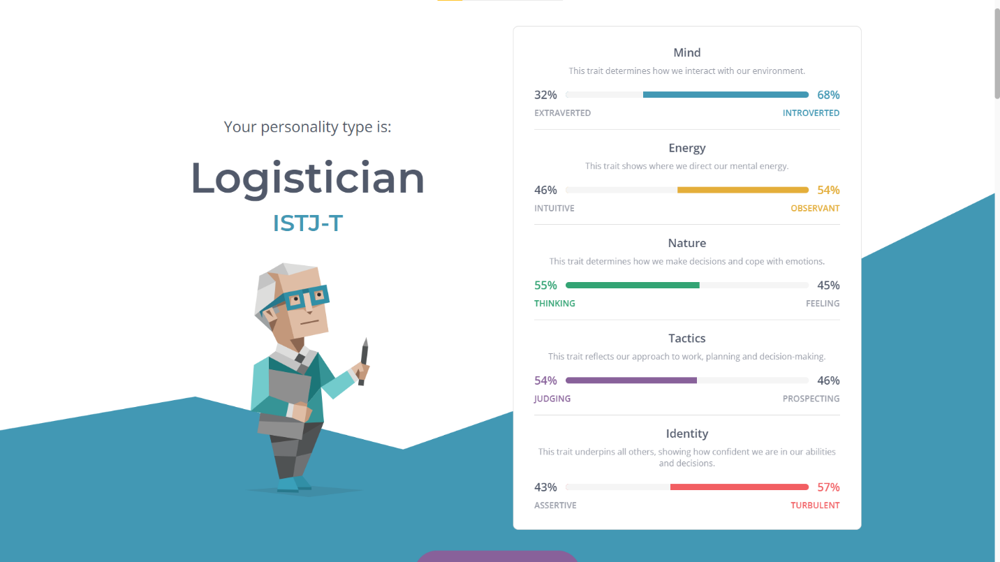 Your personality type is:
Logistician
ISTJ-T
Mind
This trait determines how we interact with our environment.
32% 68%
EXTRAVERTED INTROVERTED
Energy
This trait shows where we direct our mental energy.
46% 54%
INTUITIVE OBSERVANT
Nature
This trait determines how we make decisions and cope with emotions.
55% 45%
THINKING FEELING
Tactics
This trait reflects our approach to work, planning and decision-making.
54% 46%
JUDGING PROSPECTING
Identity
This trait underpins all others, showing how confident we are in our abilities
and decisions.
43% 57%
ASSERTIVE TURBULENT